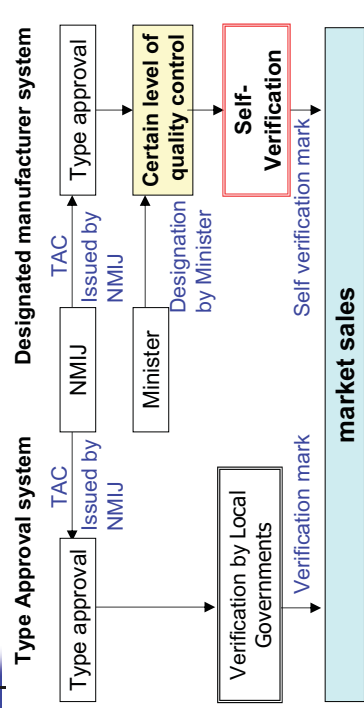 Type Approval system
Designated manufacturer system
Type approval
TAC
Issued by
NMIJ
NMIJ
TAC
Issued by
NMIJ
Type approval
Minister
Designation
by Minister
Certain level of
quality control
Verification by Local
Governments
Self-
Verification
Verification mark
Self verification mark
market sales